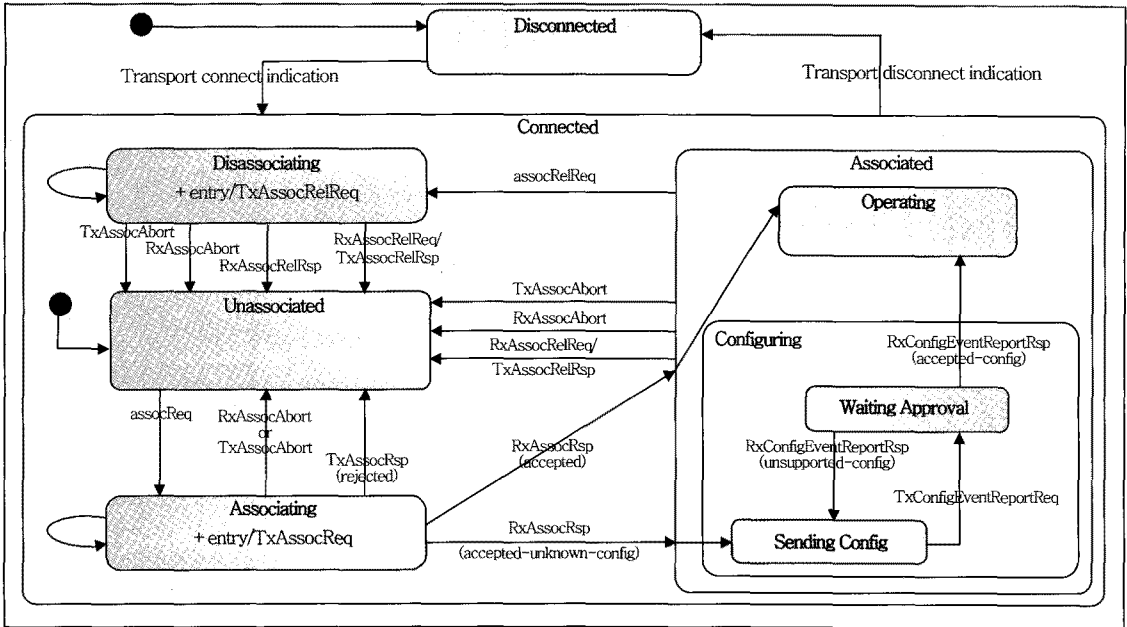 Disconnected
Transport connect indication
Transport disconnect indication
Connected
Disassociating
+ entry/TxAssocRelReq
assocRelReq
Associated
Operating
TxAssocAbort
RxAssocAbort
RxAssocRelRsp
RxAssocRelReq/
TxAssocRelRsp
Unassociated
TxAssocAbort
RxAssocAbort
RxAssocRelReq/
TxAssocRelRsp
Configuring
RxConfigEventReportRsp
(accepted-config)
Waiting Approval
assocReq
RxAssocAbort
or
TxAssocAbort
TxAssocRsp
(rejected)
RxAssocRsp
(accepted)
RxConfigEventReportRsp
(unsupported-config)
TxConfigEventReportReq
Associating
+ entry/TxAssocReq
RxAssocRsp
(accepted-unknown-config)
Sending Config